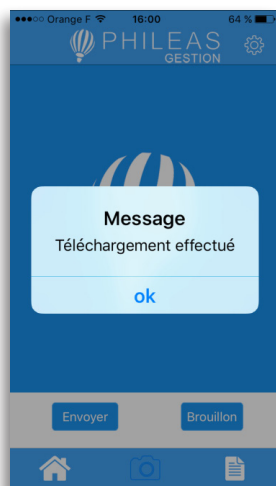 ●●●○○ Orange F 16:00 64 %
PHILEAS
GESTION
Message
Téléchargement effectué
ok
Envoyer Brouillon